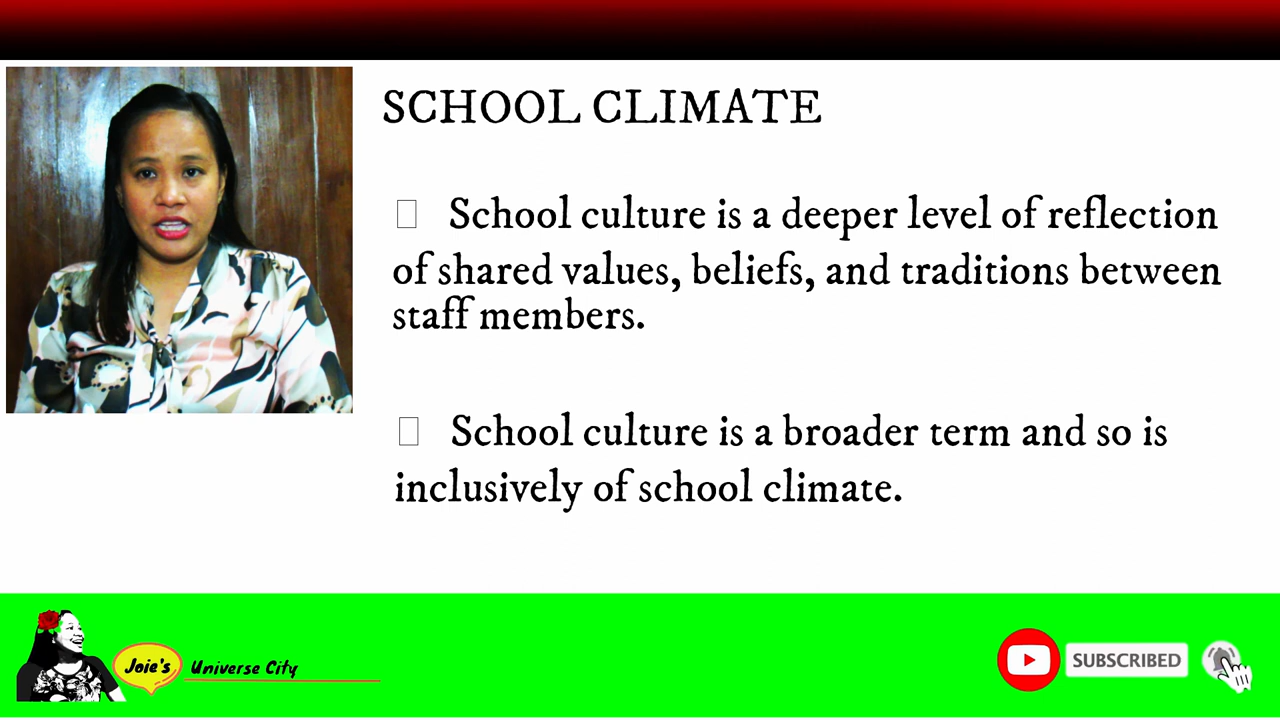 SCHOOL CLIMATE
School culture is a deeper level of reflection
of shared values, beliefs, and traditions between
staff members.
School culture is a broader term and so is
inclusively of school climate.
Joie's Universe City
SUBSCRIBED